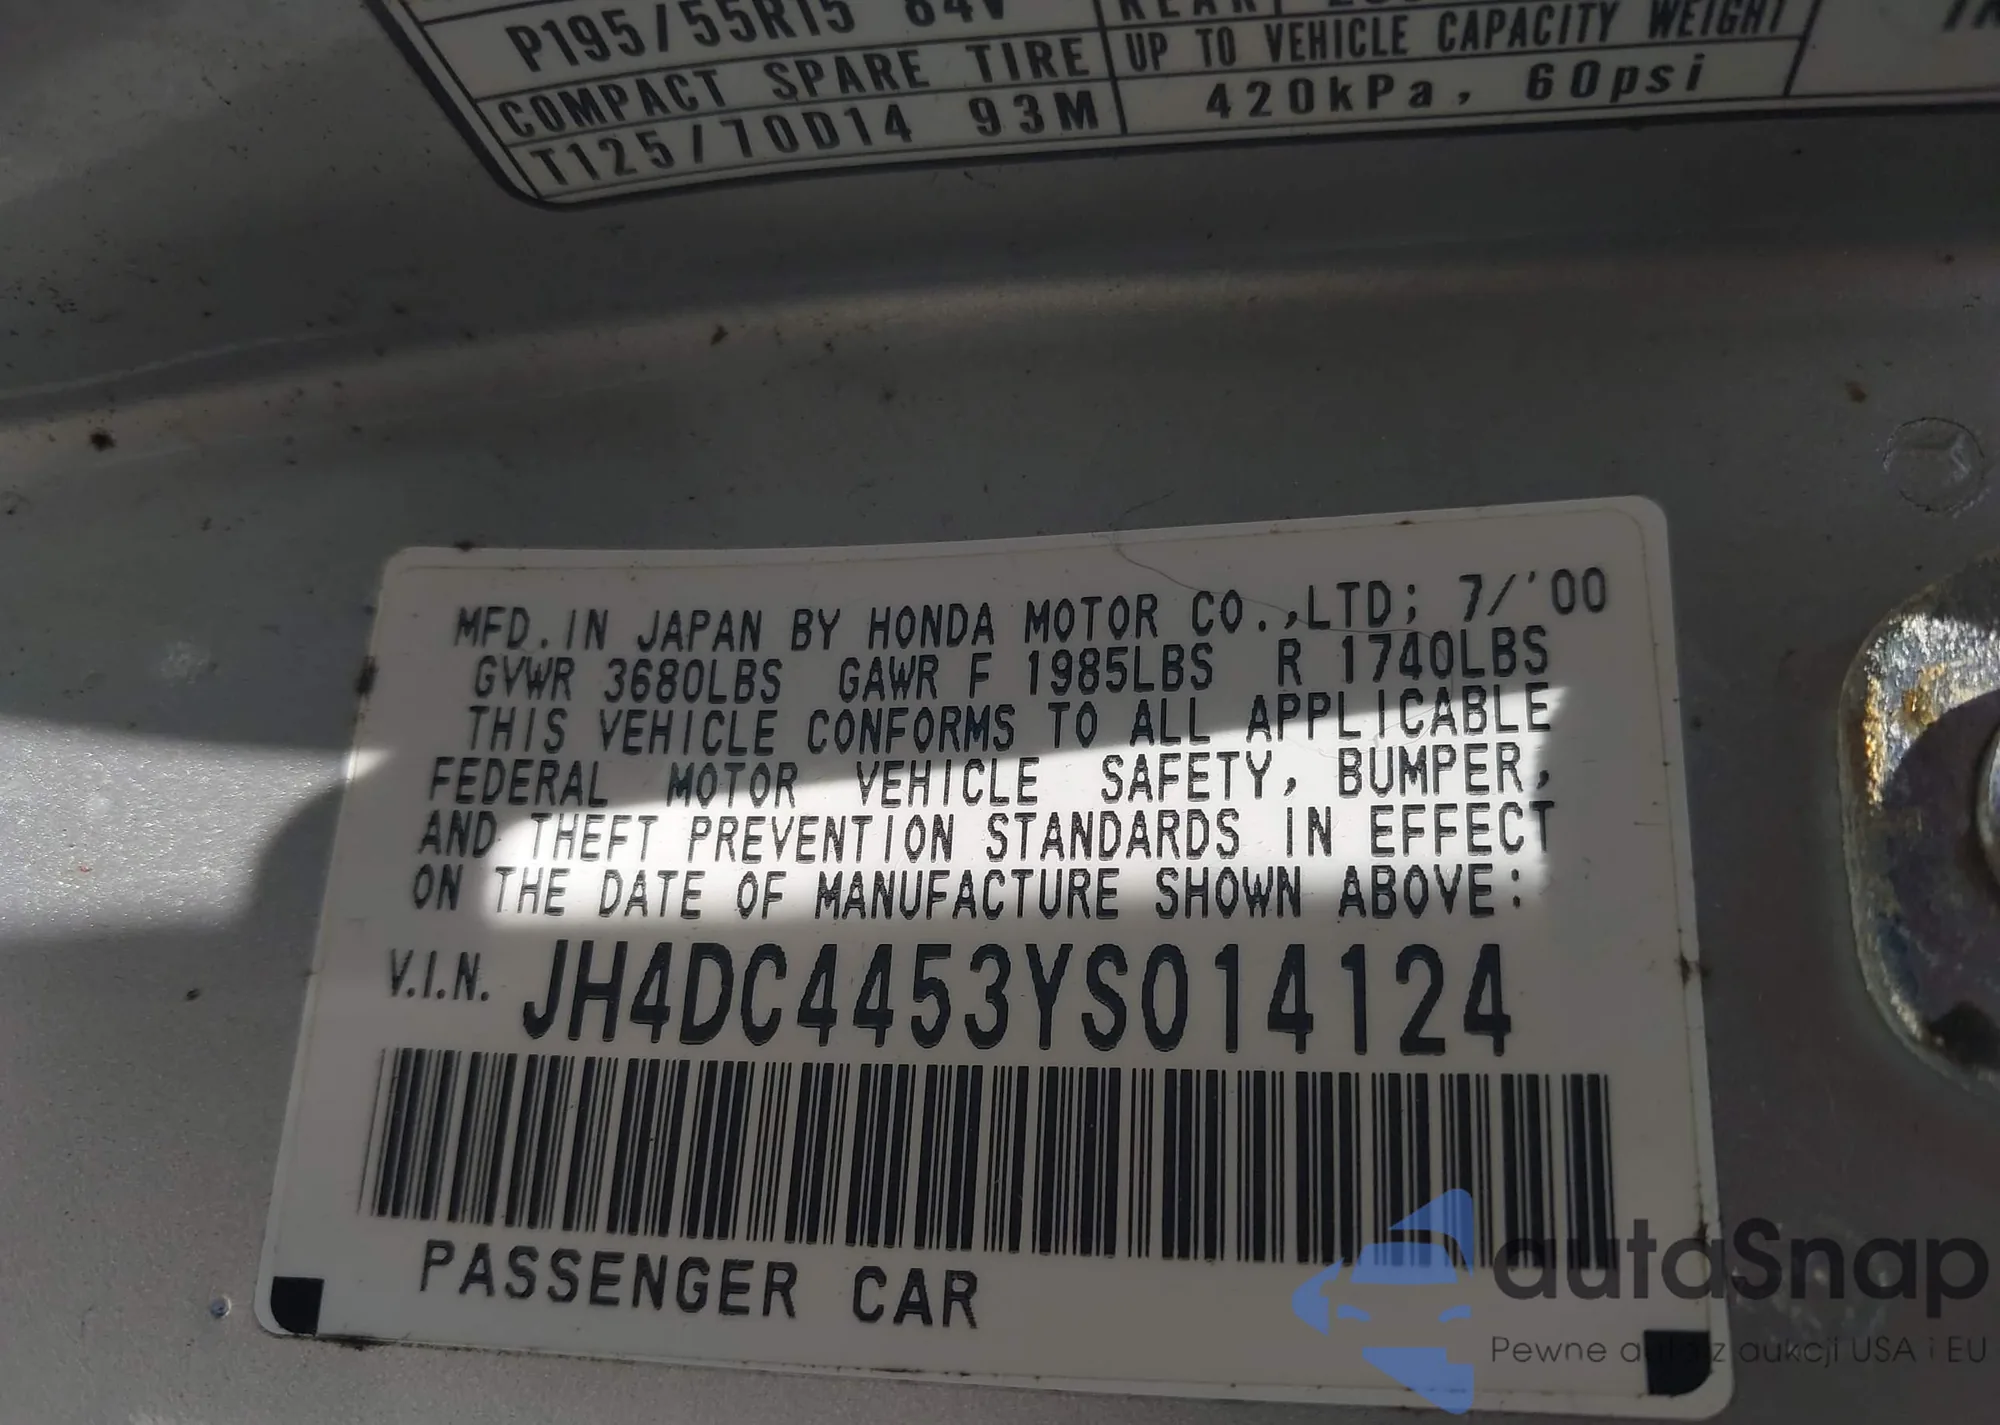 P195/55R15 84V
REAR
COMPACT SPARE TIRE
UP TO VEHICLE CAPACITY WEIGHT
T125/70D14 93M
420kPa, 60psi
MFD. IN JAPAN BY HONDA MOTOR CO.,LTD; 7/'00
GVWR 3680LBS GAWR F 1985LBS R 1740LBS
THIS VEHICLE CONFORMS TO ALL APPLICABLE
FEDERAL MOTOR VEHICLE SAFETY, BUMPER,
AND THEFT PREVENTION STANDARDS IN EFFECT
ON THE DATE OF MANUFACTURE SHOWN ABOVE:
V.I.N. JH4DC4453YS014124
PASSENGER CAR
autoSnap
Pewne auta z aukcji USA i EU